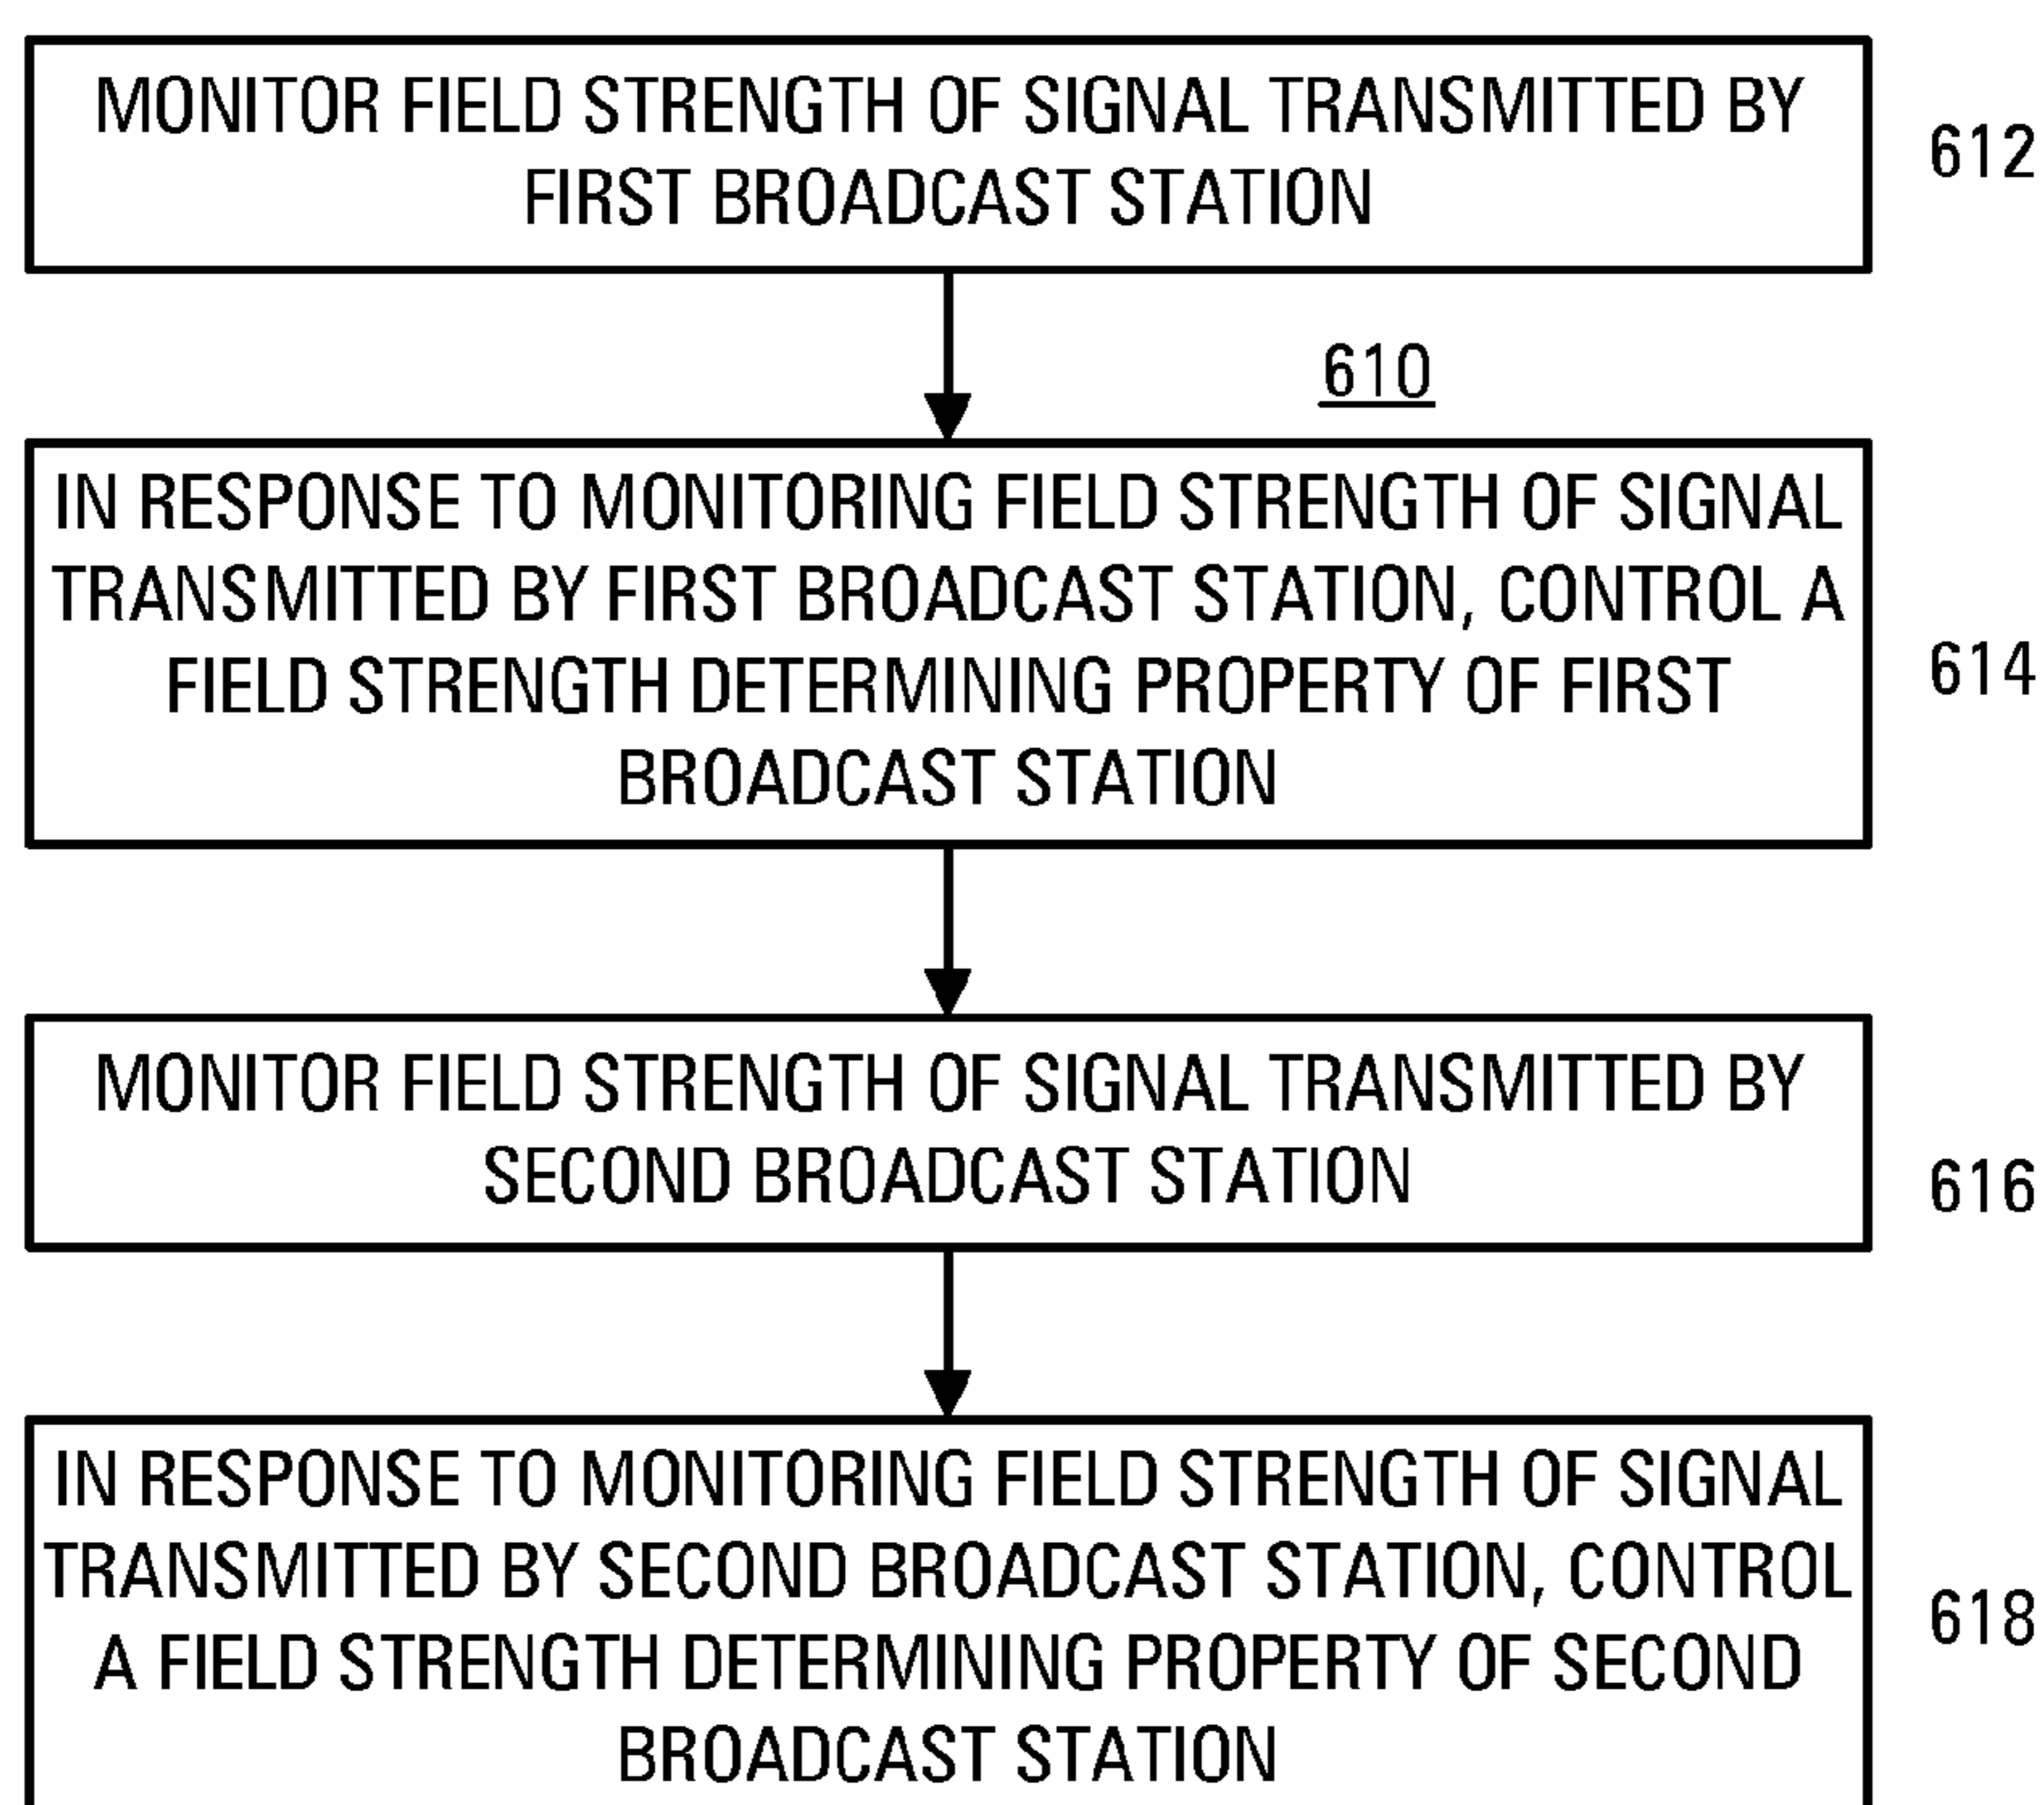 MONITOR FIELD STRENGTH OF SIGNAL TRANSMITTED BY
FIRST BROADCAST STATION
612
610
IN RESPONSE TO MONITORING FIELD STRENGTH OF SIGNAL
TRANSMITTED BY FIRST BROADCAST STATION, CONTROL A
FIELD STRENGTH DETERMINING PROPERTY OF FIRST
BROADCAST STATION
614
MONITOR FIELD STRENGTH OF SIGNAL TRANSMITTED BY
SECOND BROADCAST STATION
616
IN RESPONSE TO MONITORING FIELD STRENGTH OF SIGNAL
TRANSMITTED BY SECOND BROADCAST STATION, CONTROL
A FIELD STRENGTH DETERMINING PROPERTY OF SECOND
BROADCAST STATION
618